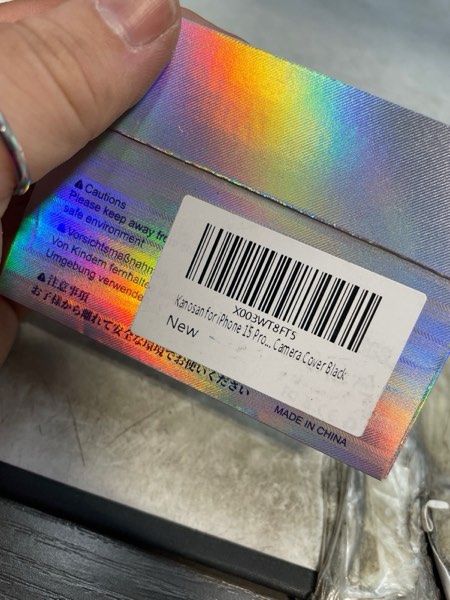 ⚠Cautions
Please keep away fr
safe environment
⚠Vorsichtsmaßnahm
Von Kindern fernhalte
Umgebung verwende
⚠注意事項
お子様から離れて安全な環境でお使いください
X003WT8FT5
Kanosan for iPhone 15 Pro... Camera Cover Black
New
MADE IN CHINA